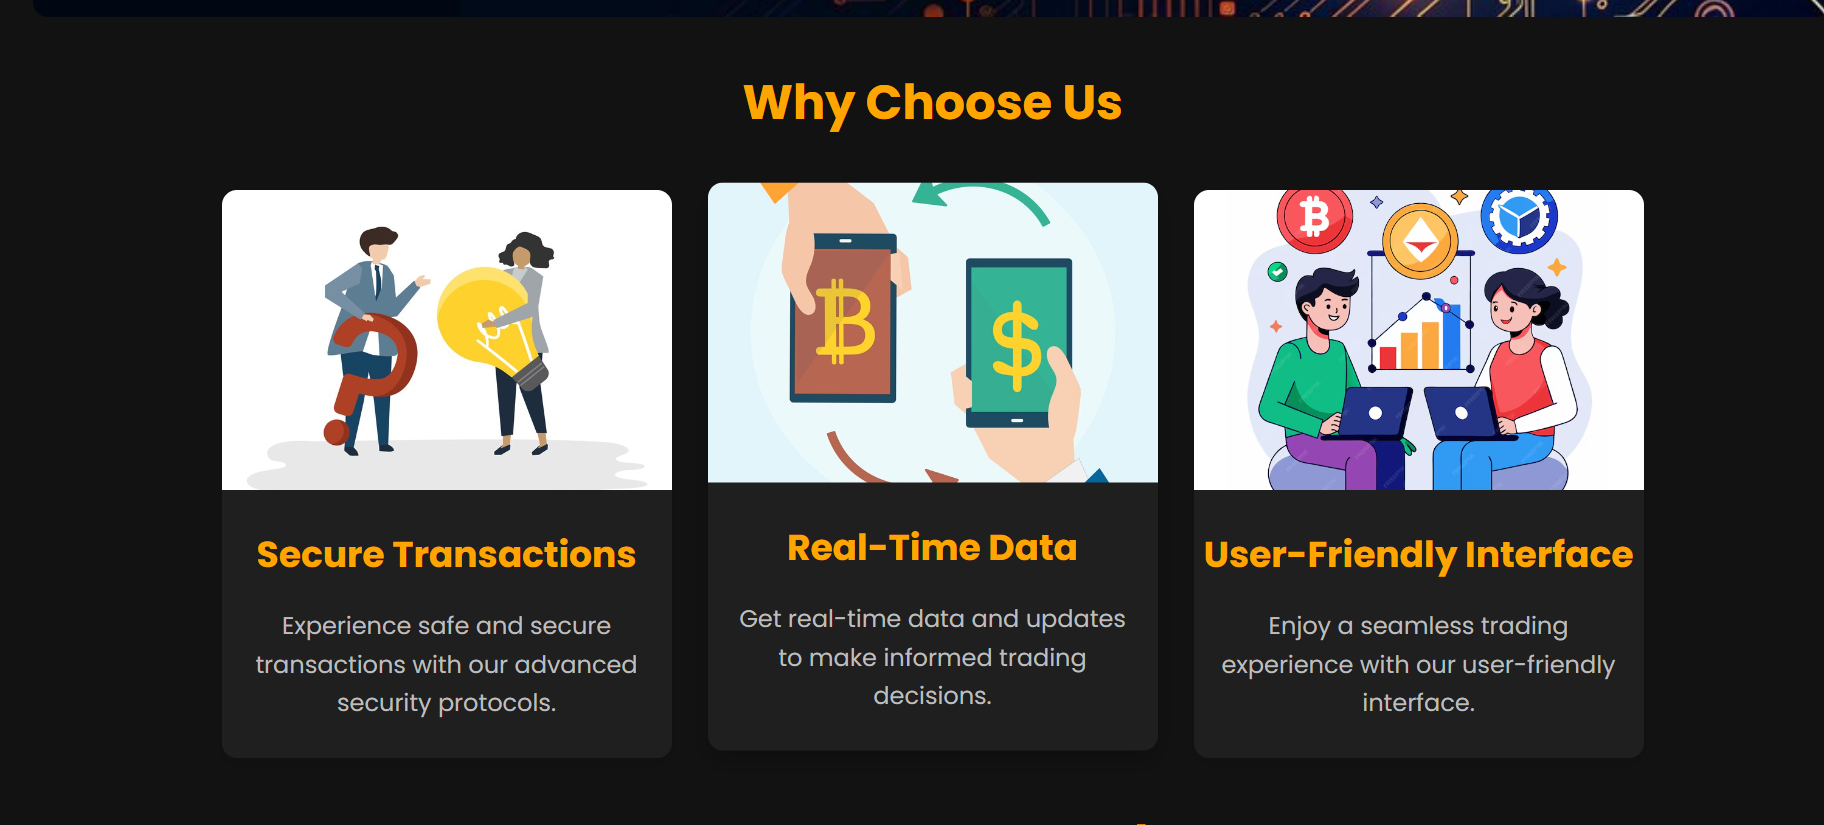 Why Choose Us
Secure Transactions
Experience safe and secure
transactions with our advanced
security protocols.
Real-Time Data
Get real-time data and updates
to make informed trading
decisions.
User-Friendly Interface
Enjoy a seamless trading
experience with our user-friendly
interface.